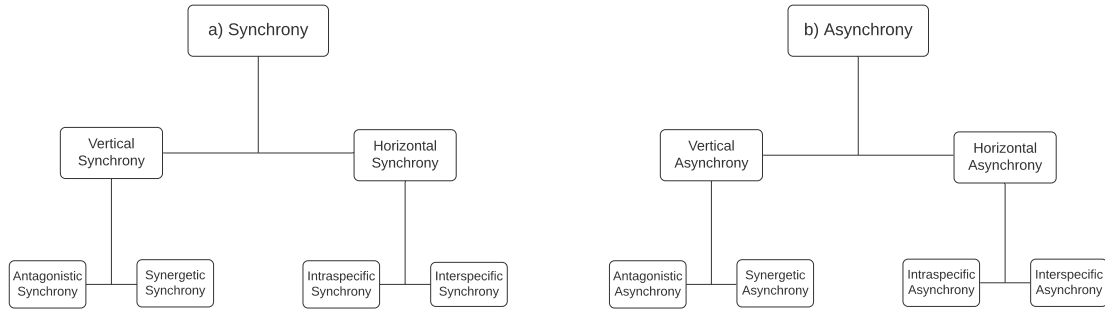 a) Synchrony
b) Asynchrony
Vertical
Synchrony
Horizontal
Synchrony
Vertical
Asynchrony
Horizontal
Asynchrony
Antagonistic
Synchrony
Synergetic
Synchrony
Intraspecific
Synchrony
Interspecific
Synchrony
Antagonistic
Asynchrony
Synergetic
Asynchrony
Intraspecific
Asynchrony
Interspecific
Asynchrony